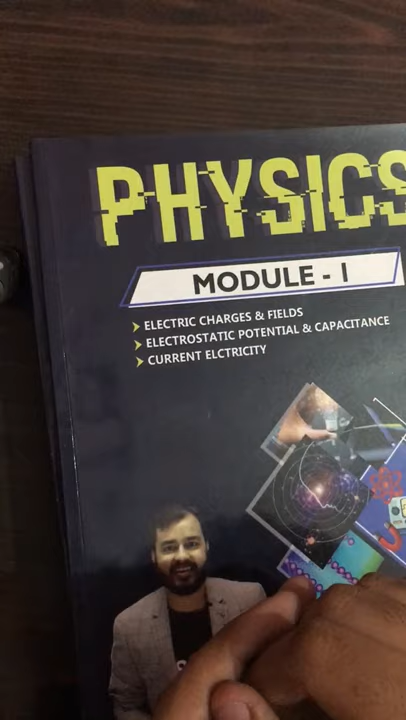 PHYSICS
MODULE - I
ELECTRIC CHARGES & FIELDS
ELECTROSTATIC POTENTIAL & CAPACITANCE
CURRENT ELCTRICITY